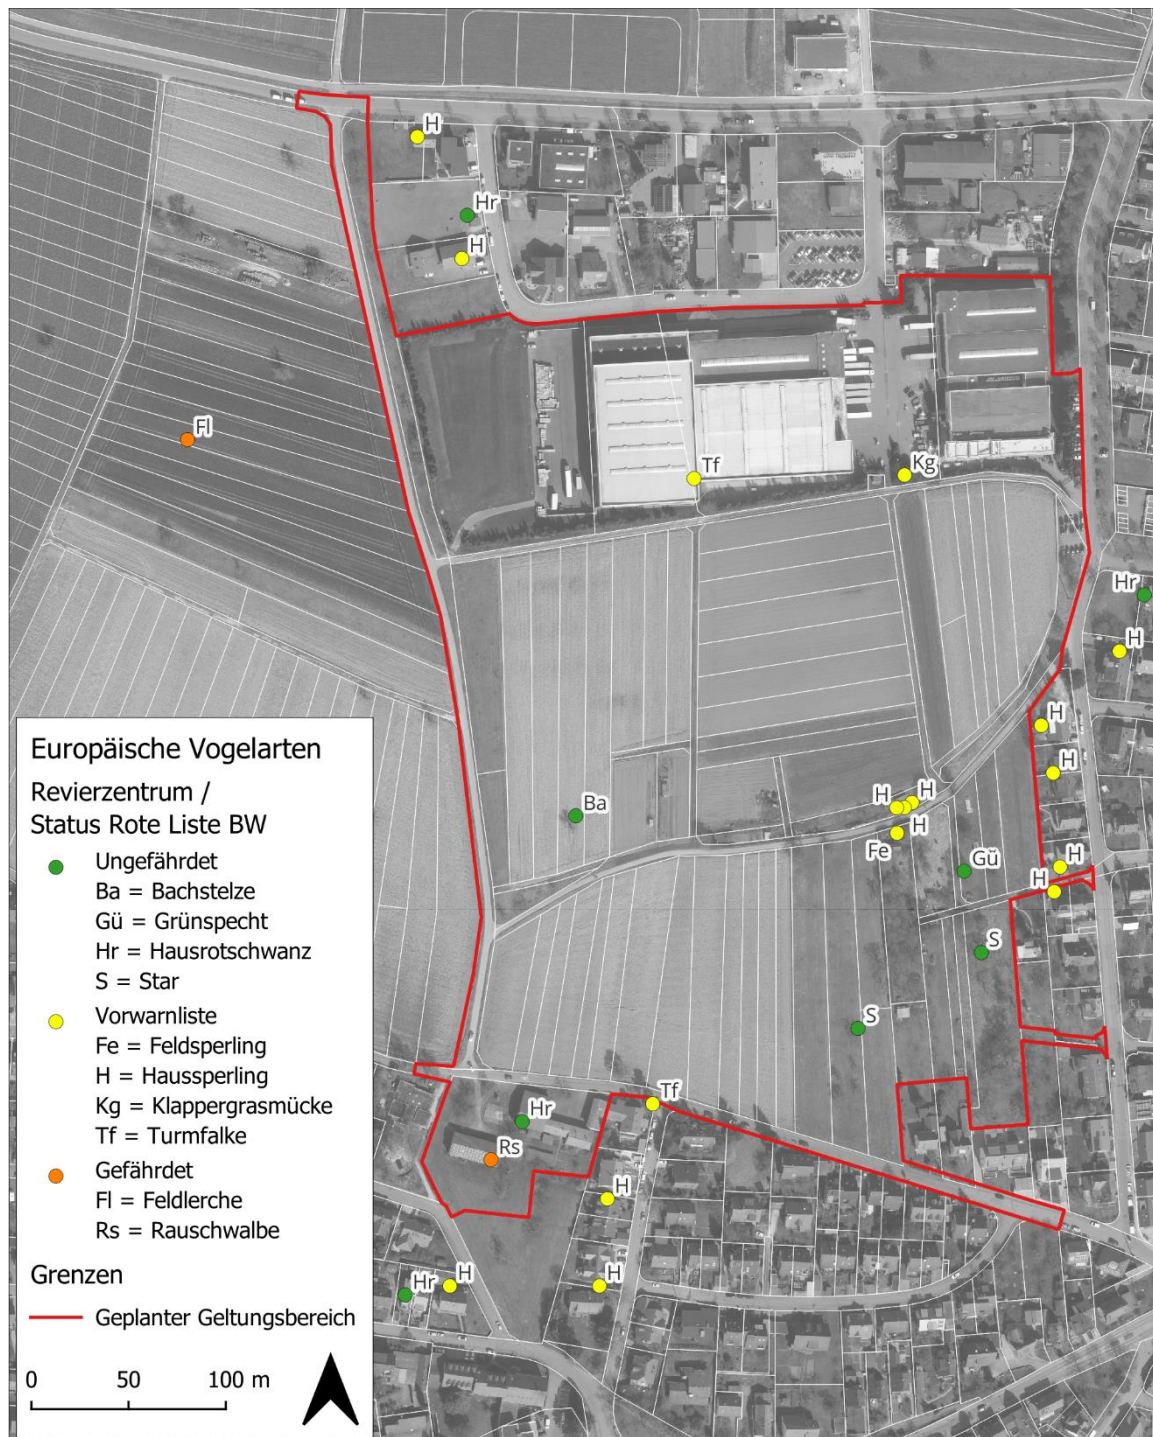 H
Hr
H
Fl
Tf
Kg
Hr
H
H
H
Ba
H
H
H
Fe
Gü
H
H
S
S
Tf
Hr
Rs
H
H
Hr
H
Europäische Vogelarten
Revierzentrum /
Status Rote Liste BW
Ungefährdet
Ba = Bachstelze
Gü = Grünspecht
Hr = Hausrotschwanz
S = Star
Vorwarnliste
Fe = Feldsperling
H = Haussperling
Kg = Klappergrasmücke
Tf = Turmfalke
Gefährdet
Fl = Feldlerche
Rs = Rauschwalbe
Grenzen
Geplanter Geltungsbereich
0 50 100 m